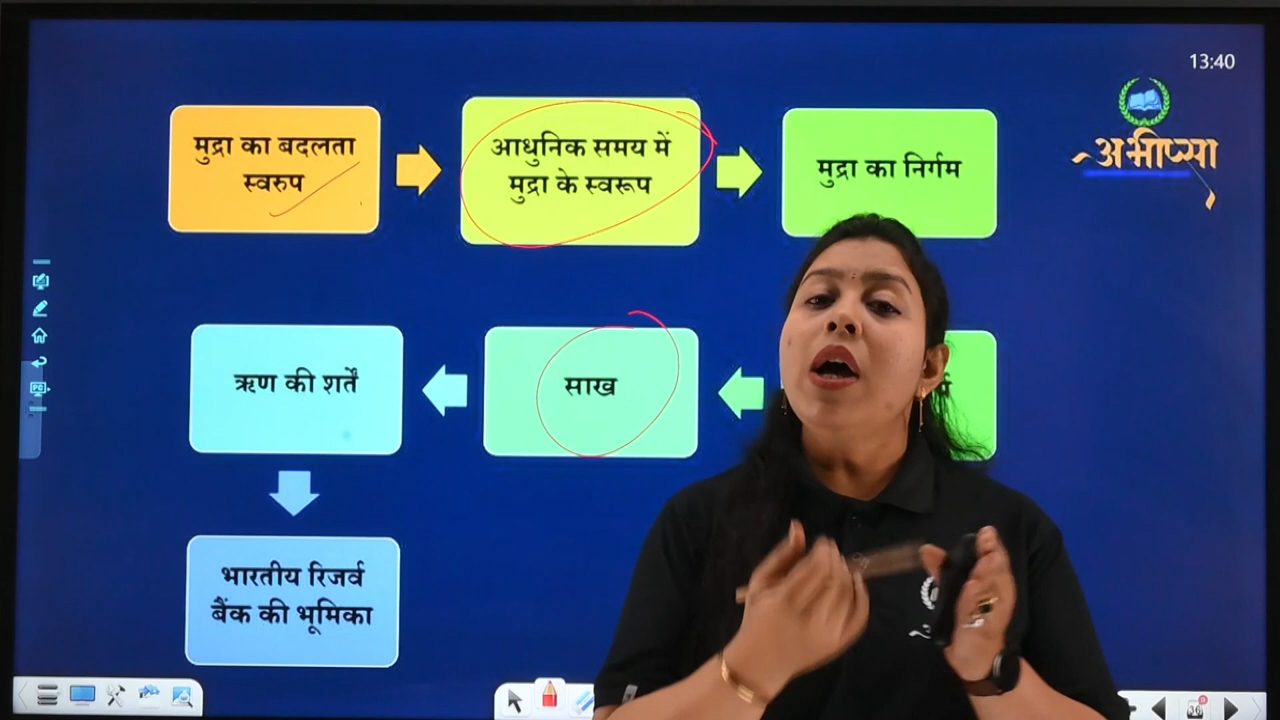 13:40
अभीप्सा
मुद्रा का बदलता
स्वरुप
आधुनिक समय में
मुद्रा के स्वरूप
मुद्रा का निर्गम
ऋण की शर्तें
साख
भारतीय रिजर्व
बैंक की भूमिका